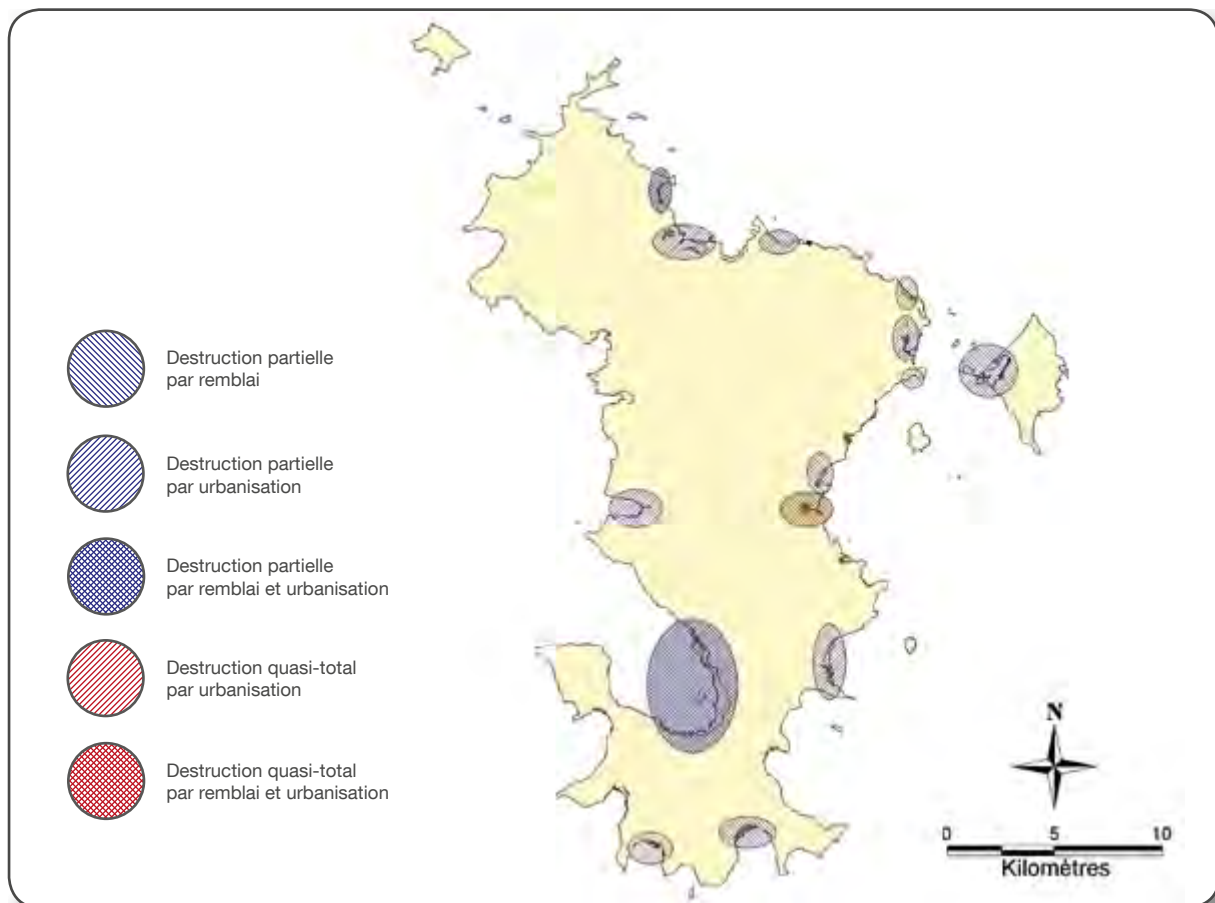 Destruction partielle
par remblai
Destruction partielle
par urbanisation
Destruction partielle
par remblai et urbanisation
Destruction quasi-total
par urbanisation
Destruction quasi-total
par remblai et urbanisation
N
0 5 10
Kilomètres